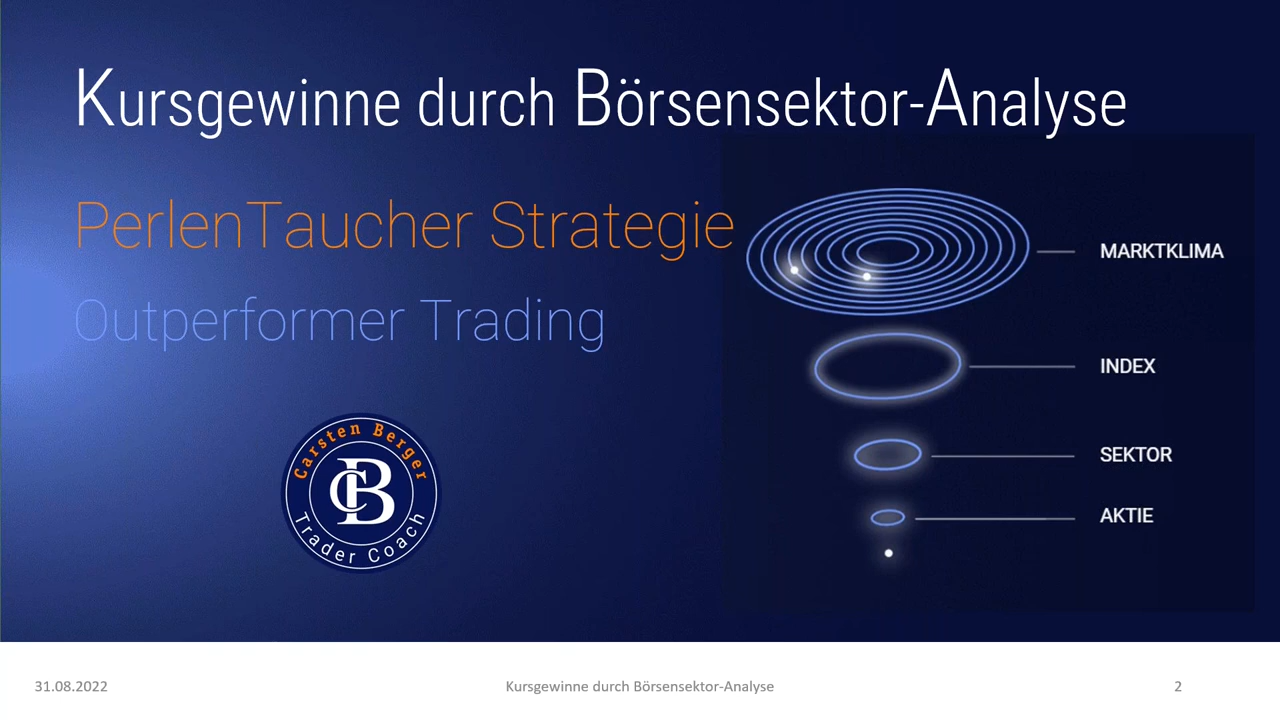 Kursgewinne durch Börsensektor-Analyse
PerlenTaucher Strategie
Outperformer Trading
MARKTKLIMA
INDEX
SEKTOR
AKTIE
Carsten Berger
CB
Trader Coach
31.08.2022
Kursgewinne durch Börsensektor-Analyse
2